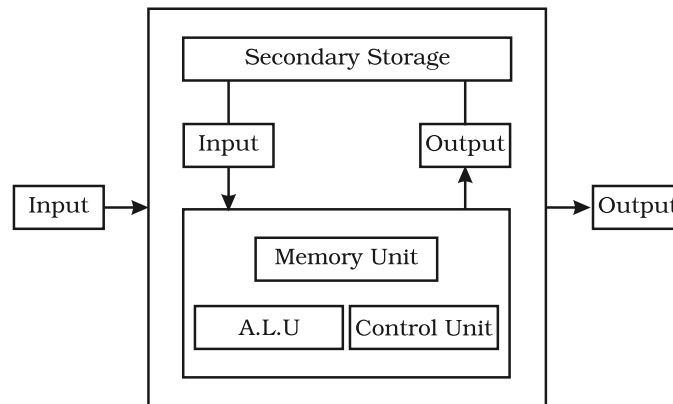 Secondary Storage
Input
Output
Input
Output
Memory Unit
A.L.U
Control Unit